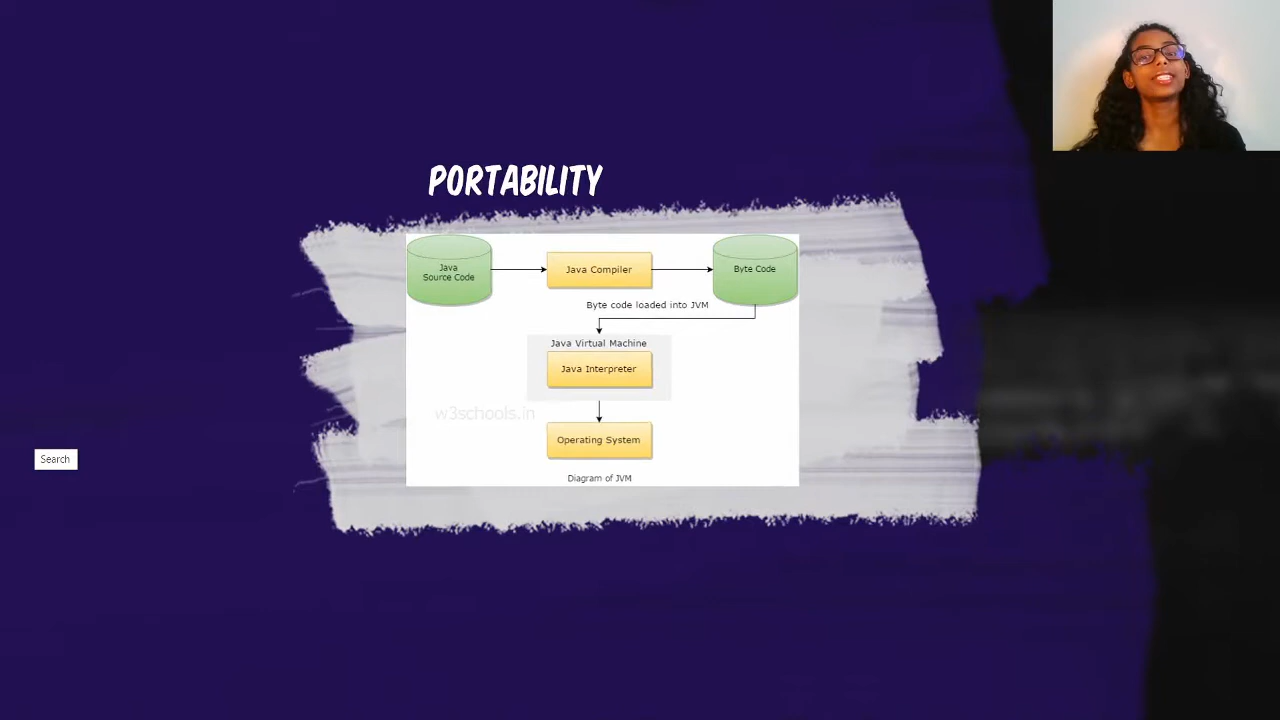 PORTABILITY
Java
Source Code
Java Compiler
Byte Code
Byte code loaded into JVM
Java Virtual Machine
Java Interpreter
w3schools.in
Operating System
Search
Diagram of JVM